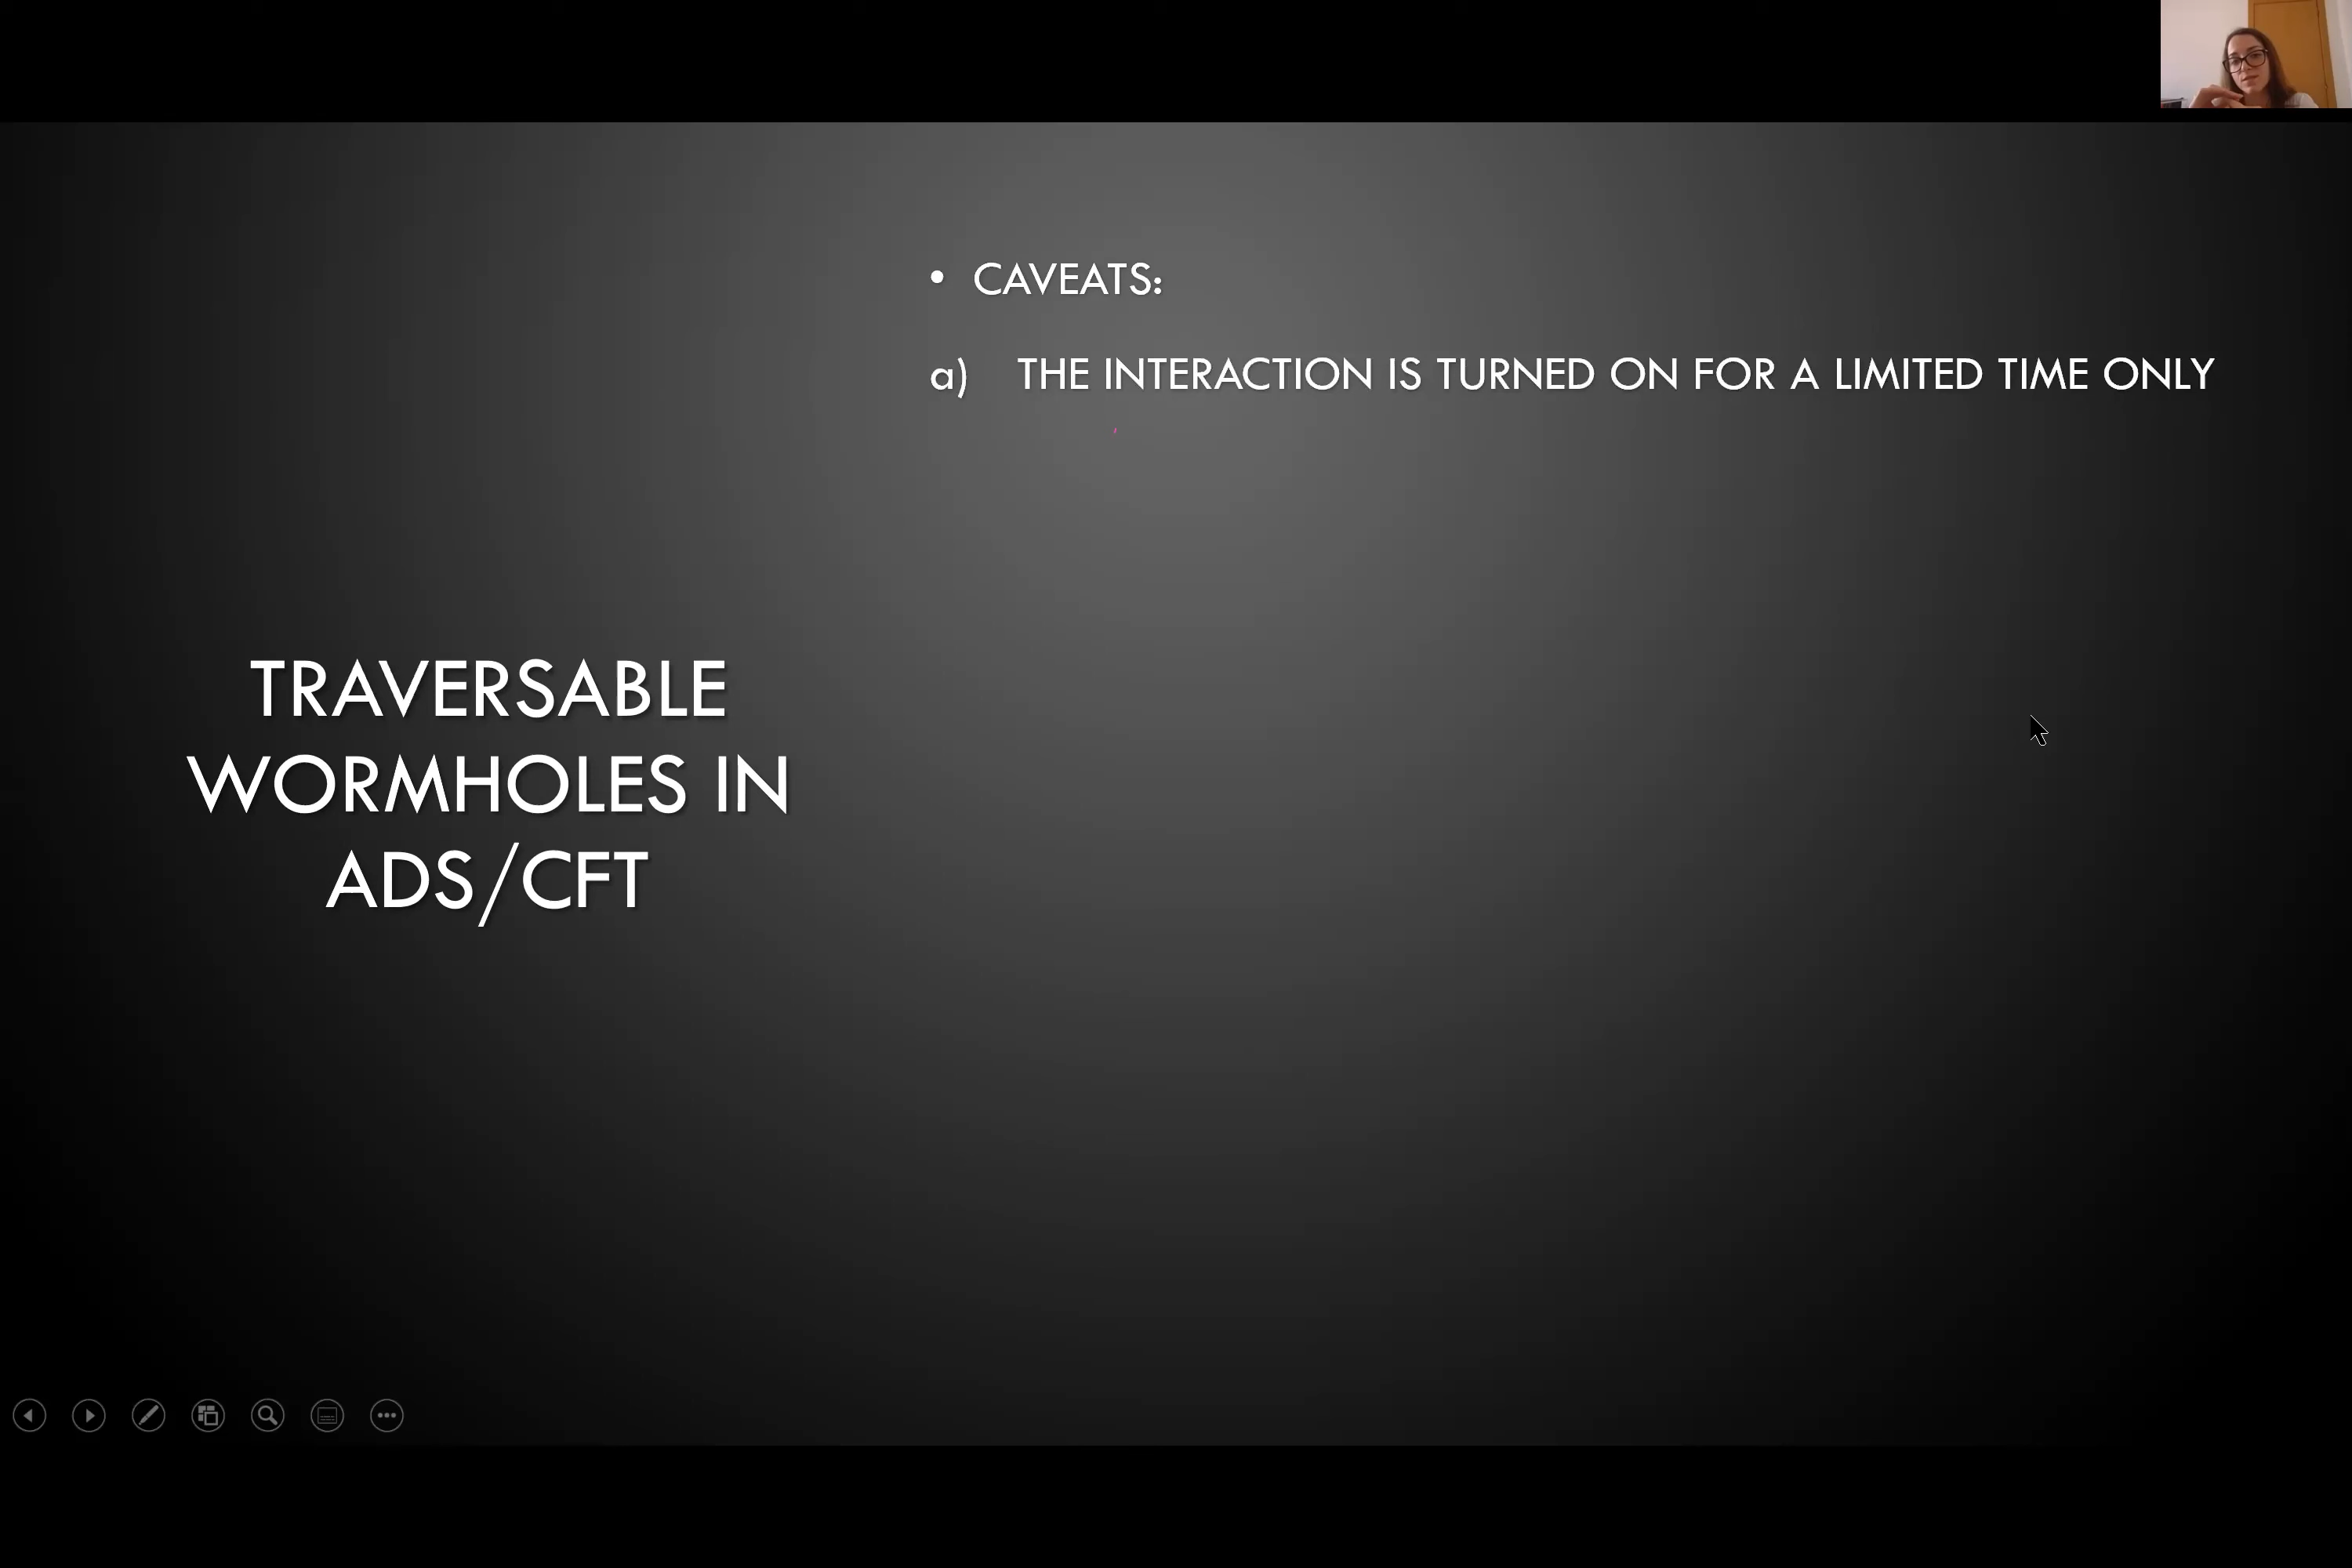 • CAVEATS:
a) THE INTERACTION IS TURNED ON FOR A LIMITED TIME ONLY
TRAVERSABLE
WORMHOLES IN
ADS/CFT